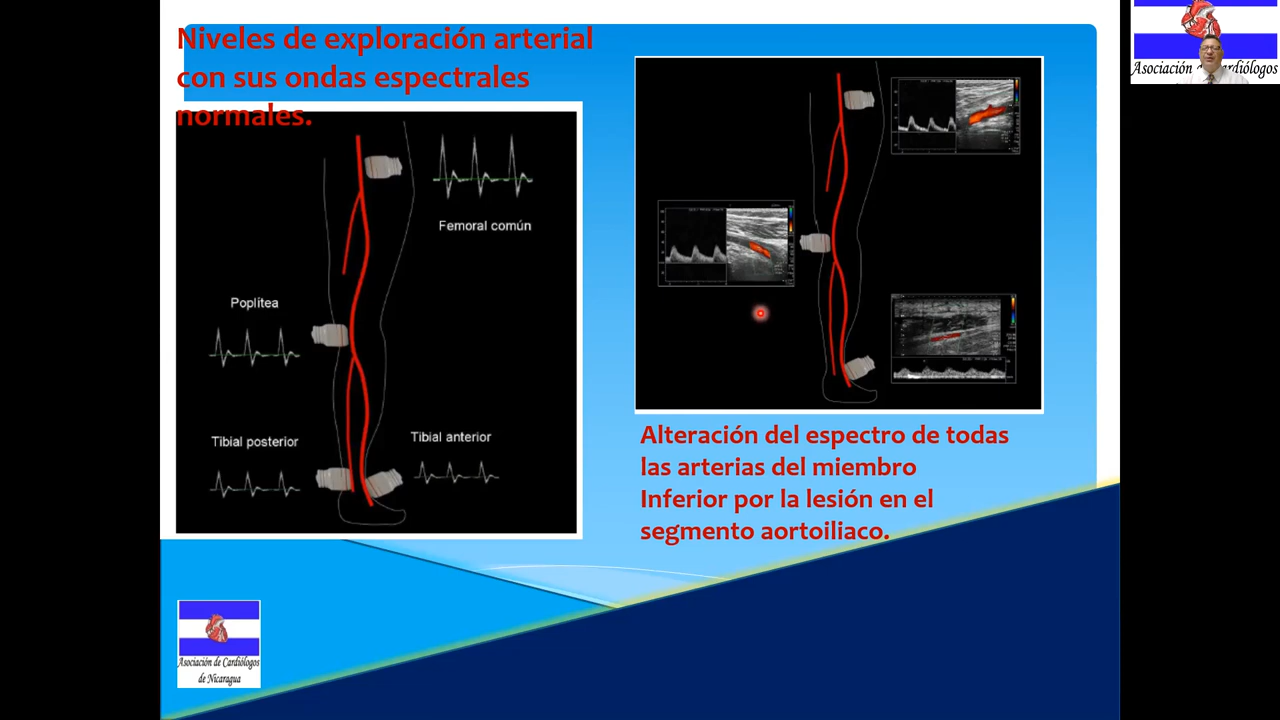 Niveles de exploración arterial
con sus ondas espectrales
normales.
Femoral común
Poplítea
Tibial posterior
Tibial anterior
Alteración del espectro de todas
las arterias del miembro
Inferior por la lesión en el
segmento aortoiliaco.
Asociación de Cardiólogos
de Nicaragua
Asociación de Cardiólogos